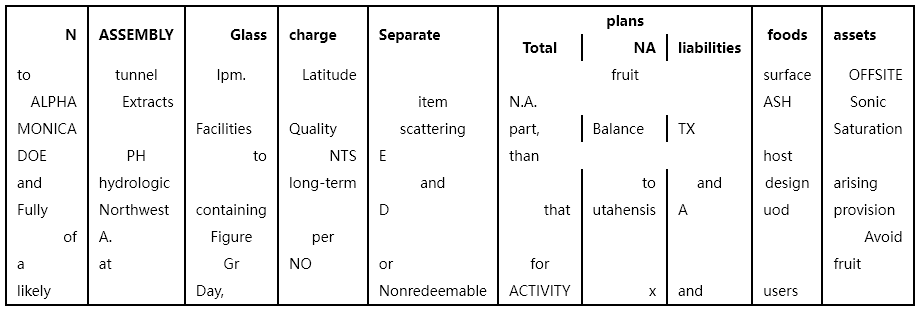 N ASSEMBLY Glass charge Separate plans foods assets
Total NA liabilities
to tunnel lpm. Latitude fruit surface OFFSITE
ALPHA Extracts item N.A. ASH Sonic
MONICA Facilities Quality scattering part, Balance TX Saturation
DOE PH to NTS E than host
and hydrologic long-term and to and design arising
Fully Northwest containing D that utahensis A uod provision
of A. Figure per Avoid
a at Gr NO or for fruit
likely Day, Nonredeemable ACTIVITY x and users